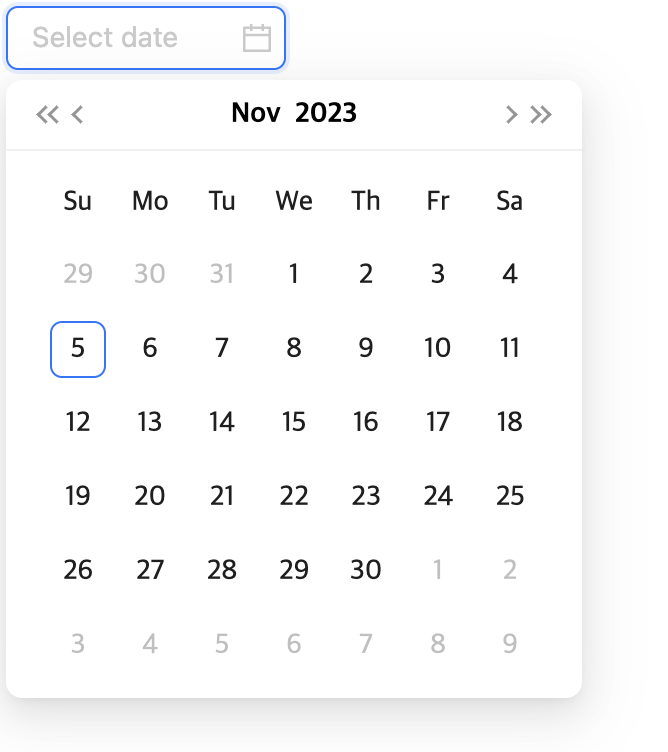 Select date
Nov 2023
Su Mo Tu We Th Fr Sa
29 30 31 1 2 3 4
5 6 7 8 9 10 11
12 13 14 15 16 17 18
19 20 21 22 23 24 25
26 27 28 29 30 1 2
3 4 5 6 7 8 9